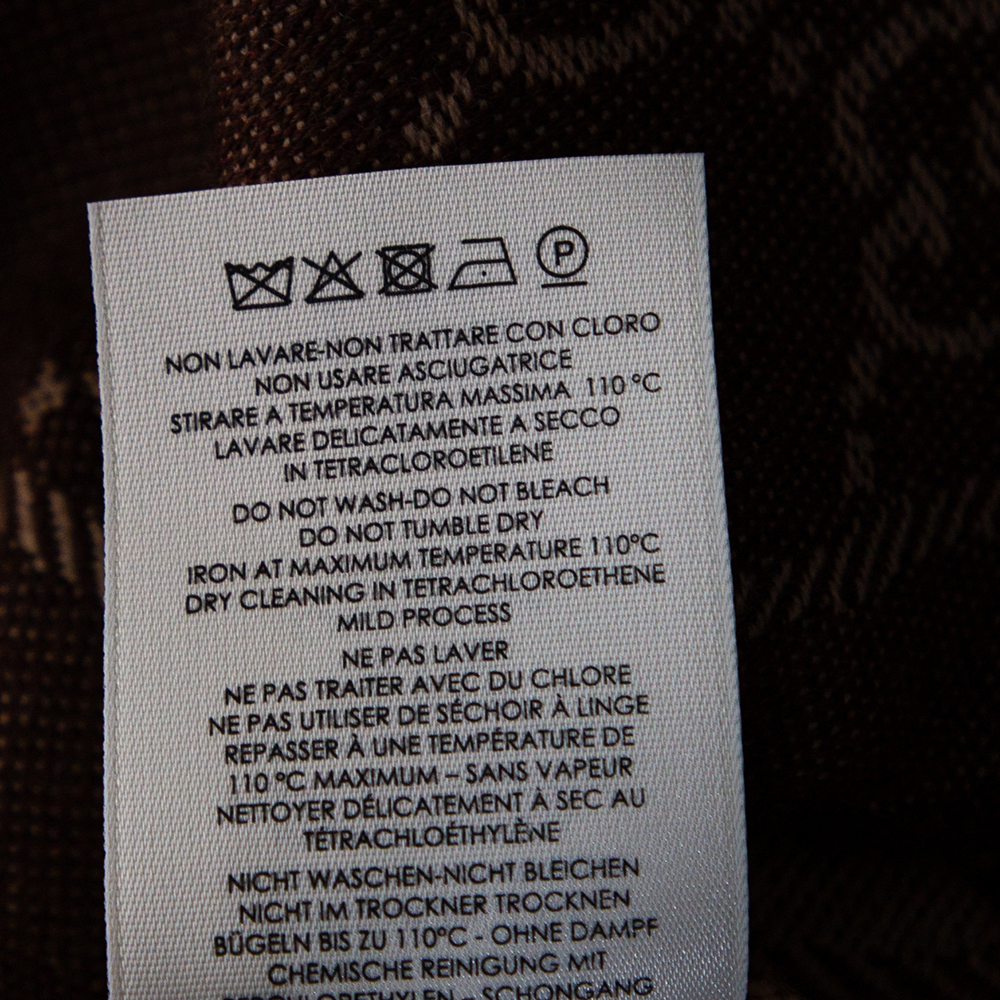 P
NON LAVARE-NON TRATTARE CON CLORO
NON USARE ASCIUGATRICE
STIRARE A TEMPERATURA MASSIMA 110 °C
LAVARE DELICATAMENTE A SECCO
IN TETRACLOROETILENE
DO NOT WASH-DO NOT BLEACH
DO NOT TUMBLE DRY
IRON AT MAXIMUM TEMPERATURE 110°C
DRY CLEANING IN TETRACHLOROETHENE
MILD PROCESS
NE PAS LAVER
NE PAS TRAITER AVEC DU CHLORE
NE PAS UTILISER DE SÉCHOIR À LINGE
REPASSER À UNE TEMPÉRATURE DE
110 °C MAXIMUM – SANS VAPEUR
NETTOYER DÉLICATEMENT À SEC AU
TÉTRACHLOÉTHYLÈNE
NICHT WASCHEN-NICHT BLEICHEN
NICHT IM TROCKNER TROCKNEN
BÜGELN BIS ZU 110°C - OHNE DAMPF
CHEMISCHE REINIGUNG MIT
PERCHLORETHYLEN – SCHONGANG